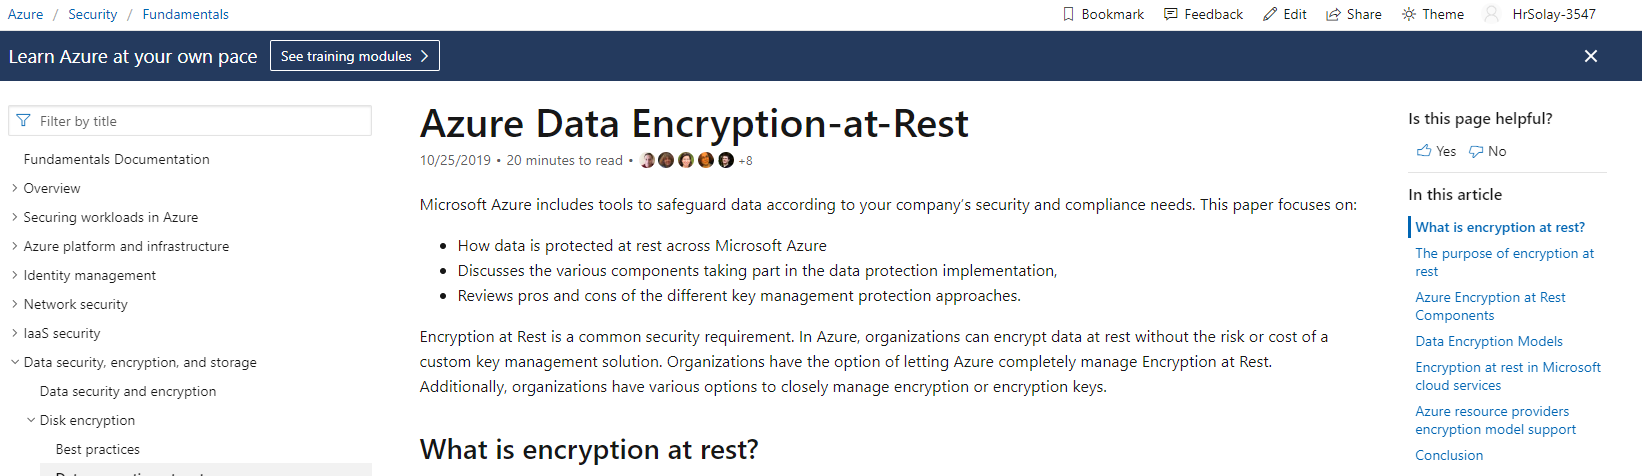 Azure / Security / Fundamentals
Bookmark Feedback Edit Share Theme HrSolay-3547
Learn Azure at your own pace See training modules
Filter by title
Fundamentals Documentation
Overview
Securing workloads in Azure
Azure platform and infrastructure
Identity management
Network security
IaaS security
Data security, encryption, and storage
Data security and encryption
Disk encryption
Best practices
Azure Data Encryption-at-Rest
10/25/2019 • 20 minutes to read • +8
Microsoft Azure includes tools to safeguard data according to your company's security and compliance needs. This paper focuses on:
• How data is protected at rest across Microsoft Azure
• Discusses the various components taking part in the data protection implementation,
• Reviews pros and cons of the different key management protection approaches.
Encryption at Rest is a common security requirement. In Azure, organizations can encrypt data at rest without the risk or cost of a
custom key management solution. Organizations have the option of letting Azure completely manage Encryption at Rest.
Additionally, organizations have various options to closely manage encryption or encryption keys.
What is encryption at rest?
Is this page helpful?
Yes No
In this article
What is encryption at rest?
The purpose of encryption at
rest
Azure Encryption at Rest
Components
Data Encryption Models
Encryption at rest in Microsoft
cloud services
Azure resource providers
encryption model support
Conclusion